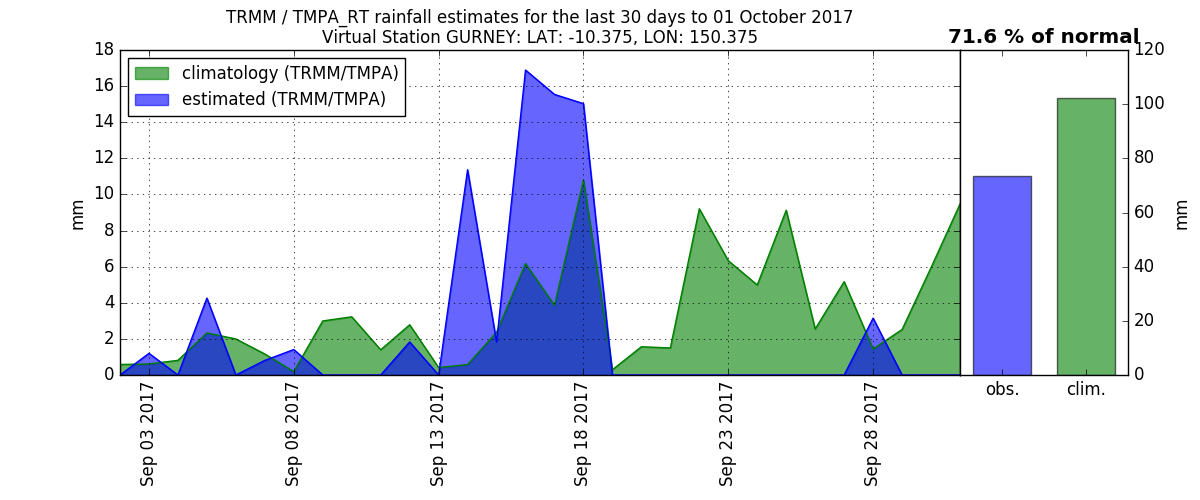 TRMM / TMPA_RT rainfall estimates for the last 30 days to 01 October 2017
Virtual Station GURNEY: LAT: -10.375, LON: 150.375
71.6 % of normal
climatology (TRMM/TMPA)
estimated (TRMM/TMPA)
mm
18
16
14
12
10
8
6
4
2
0
Sep 03 2017
Sep 08 2017
Sep 13 2017
Sep 18 2017
Sep 23 2017
Sep 28 2017
obs.
clim.
120
100
80
60
40
20
0
mm